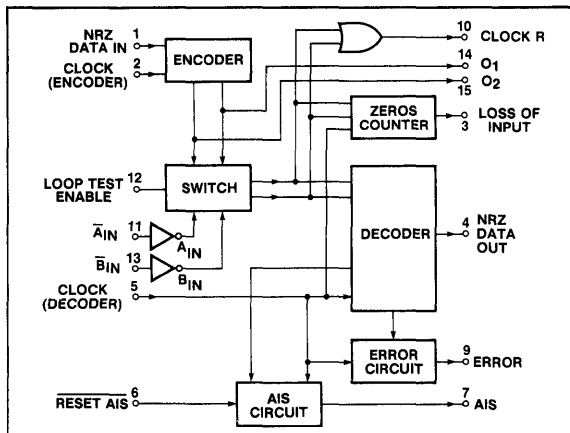 1
NRZ
DATA IN
2
CLOCK
(ENCODER)
ENCODER
10
CLOCK R
14
O1
O2
15
ZEROS
COUNTER
LOSS OF
INPUT
3
12
LOOP TEST
ENABLE
SWITCH
DECODER
4
NRZ
DATA
OUT
11
A̅IN
AIN
13
B̅IN
BIN
5
CLOCK
(DECODER)
ERROR
CIRCUIT
9
ERROR
R̅E̅S̅E̅T̅ ̅A̅I̅S̅
6
AIS
CIRCUIT
7
AIS